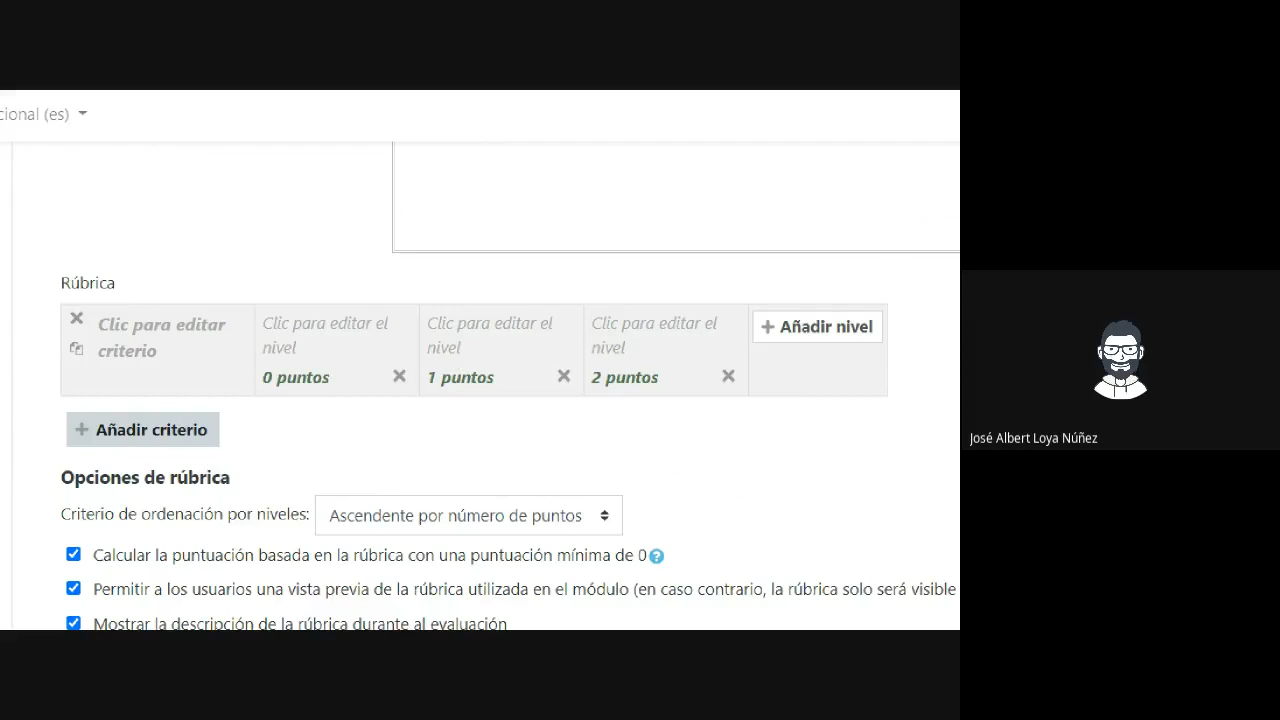 cional (es)
Rúbrica
Clic para editar criterio
Clic para editar el nivel
0 puntos
Clic para editar el nivel
1 puntos
Clic para editar el nivel
2 puntos
Añadir nivel
Añadir criterio
Opciones de rúbrica
Criterio de ordenación por niveles: Ascendente por número de puntos
Calcular la puntuación basada en la rúbrica con una puntuación mínima de 0
Permitir a los usuarios una vista previa de la rúbrica utilizada en el módulo (en caso contrario, la rúbrica solo será visible
Mostrar la descripción de la rúbrica durante al evaluación
José Albert Loya Núñez